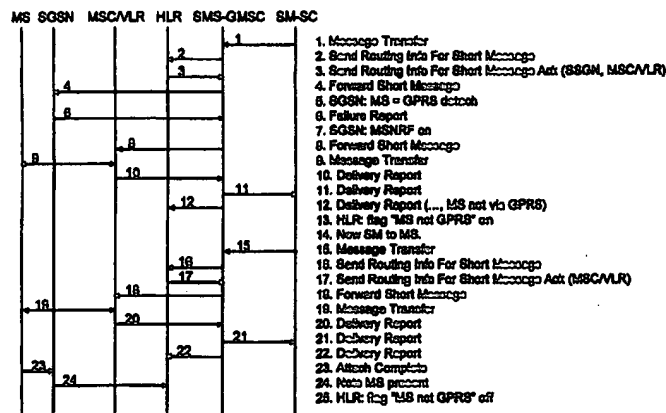 MS SGSN MSC/VLR HLR SMS-GMSC SM-SC
1
2
3
4
6
8
9
10
11
12
15
16
17
18
19
20
21
22
23
24
1. Message Transfer
2. Send Routing Info For Short Message
3. Send Routing Info For Short Message Ack (SSGN, MSC/VLR)
4. Forward Short Message
5. SGSN: MS = GPRS detach
6. Failure Report
7. SGSN: MSNRF on
8. Forward Short Message
9. Message Transfer
10. Delivery Report
11. Delivery Report
12. Delivery Report (..., MS not via GPRS)
13. HLR: flag "MS not GPRS" on
14. New SM to MS.
15. Message Transfer
16. Send Routing Info For Short Message
17. Send Routing Info For Short Message Ack (MSC/VLR)
18. Forward Short Message
19. Message Transfer
20. Delivery Report
21. Delivery Report
22. Delivery Report
23. Attach Complete
24. Note MS present
25. HLR: flag "MS not GPRS" off